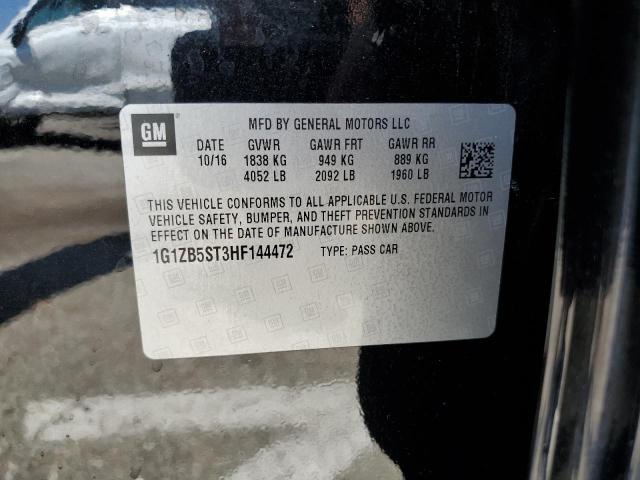 GM
MFD BY GENERAL MOTORS LLC
DATE GVWR GAWR FRT GAWR RR
10/16 1838 KG 949 KG 889 KG
4052 LB 2092 LB 1960 LB
THIS VEHICLE CONFORMS TO ALL APPLICABLE U.S. FEDERAL MOTOR
VEHICLE SAFETY, BUMPER, AND THEFT PREVENTION STANDARDS
IN EFFECT ON THE DATE OF MANUFACTURE SHOWN ABOVE.
1G1ZB5ST3HF144472 TYPE: PASS CAR